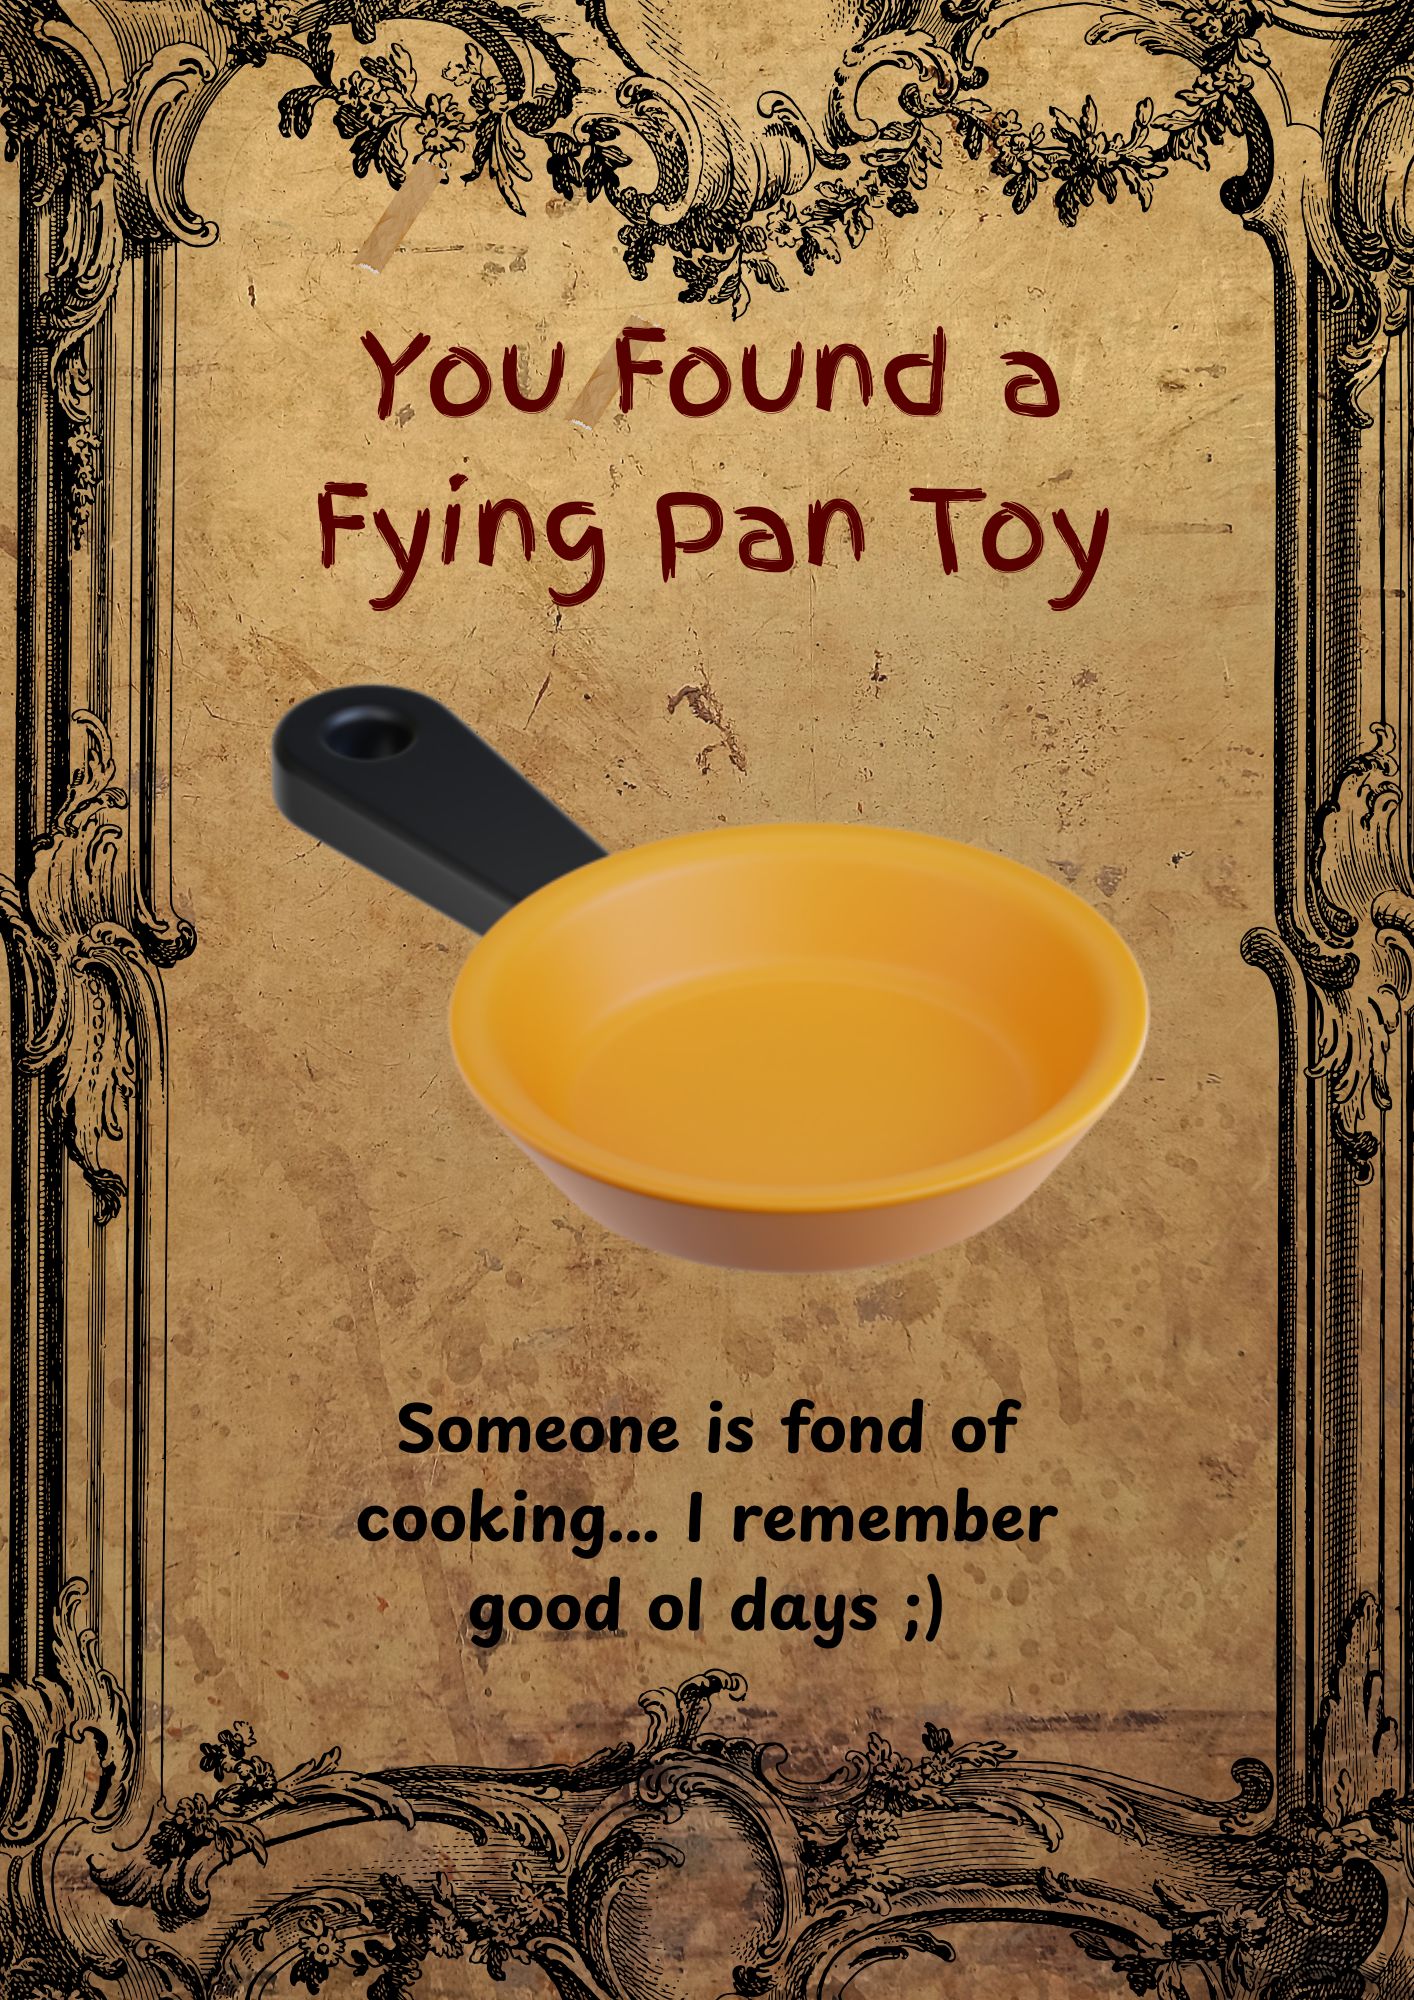 You Found a
Fying Pan Toy
Someone is fond of
cooking... I remember
good ol days ;)